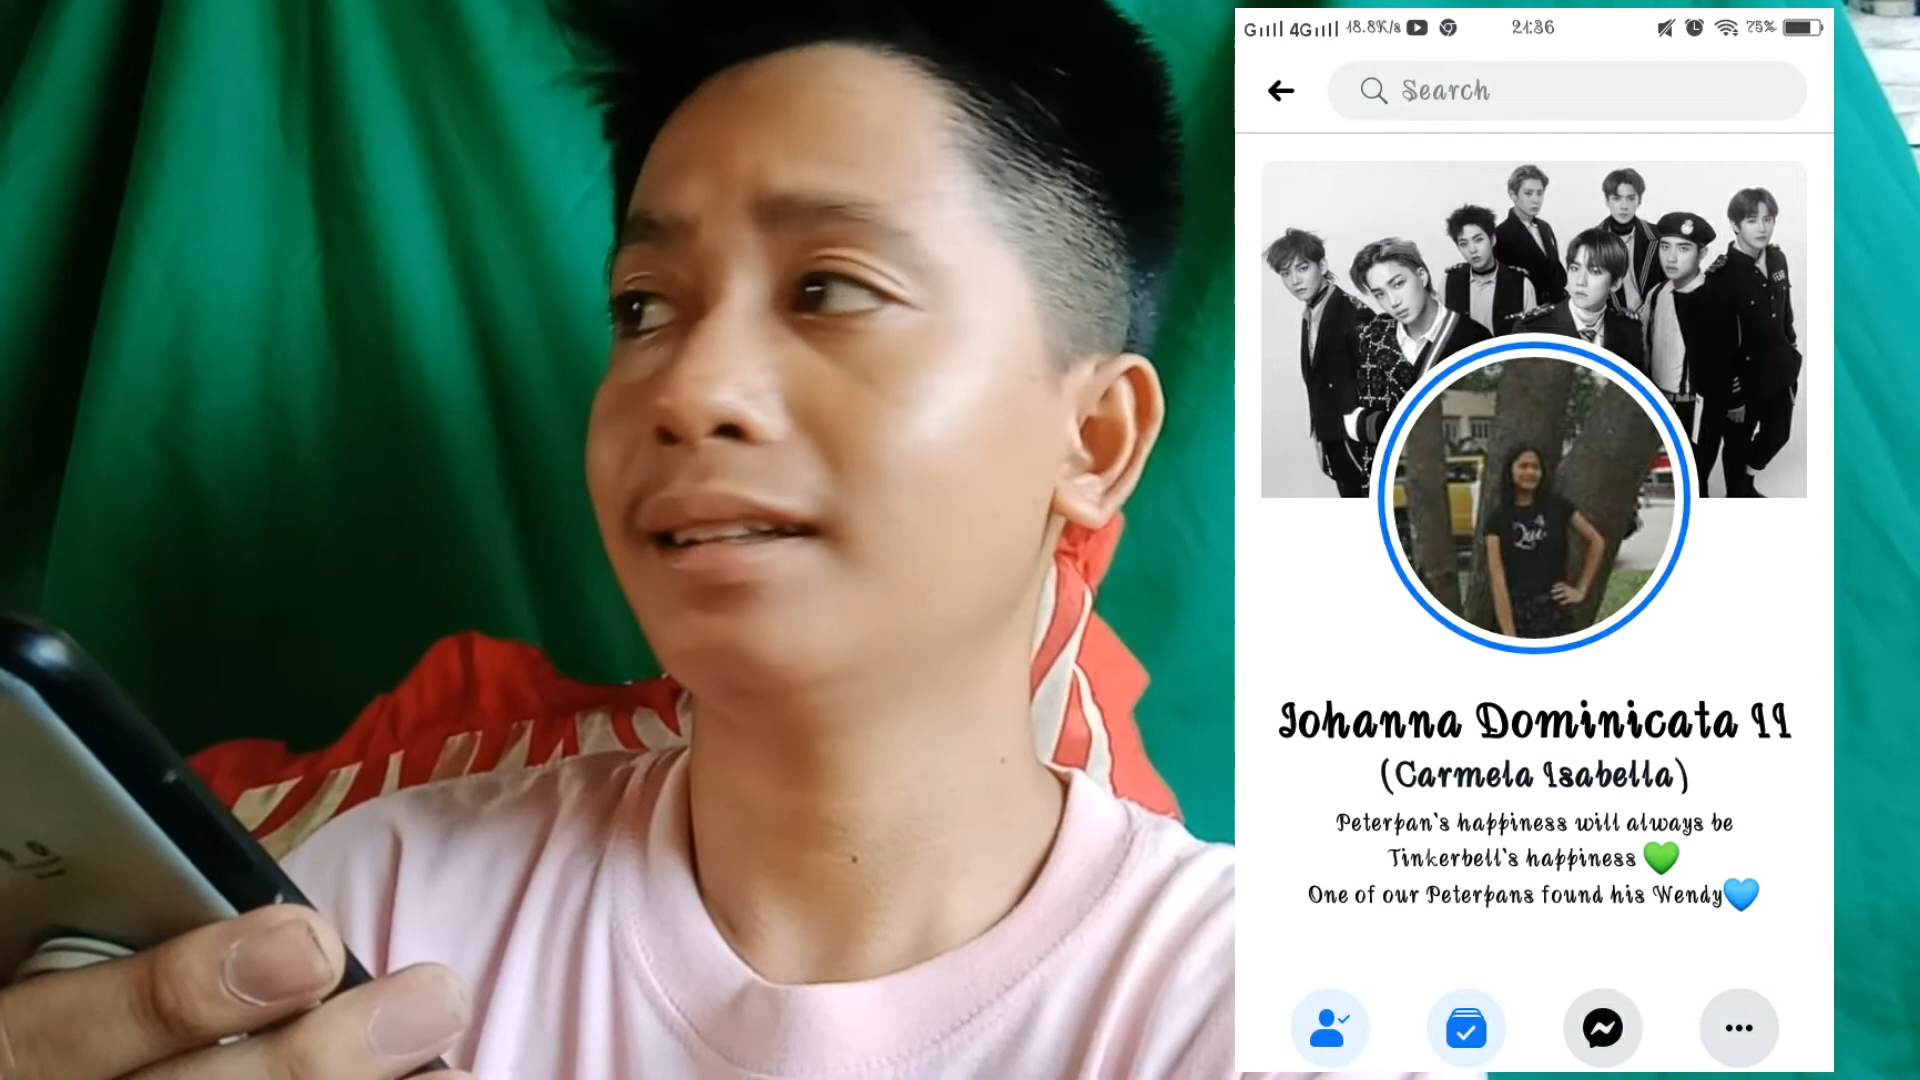 G 4G 18.8K/s 21:36 75%
Search
Johanna Dominicata II
(Carmela Isabella)
Peterpan's happiness will always be
Tinkerbell's happiness 💚
One of our Peterpans found his Wendy💙